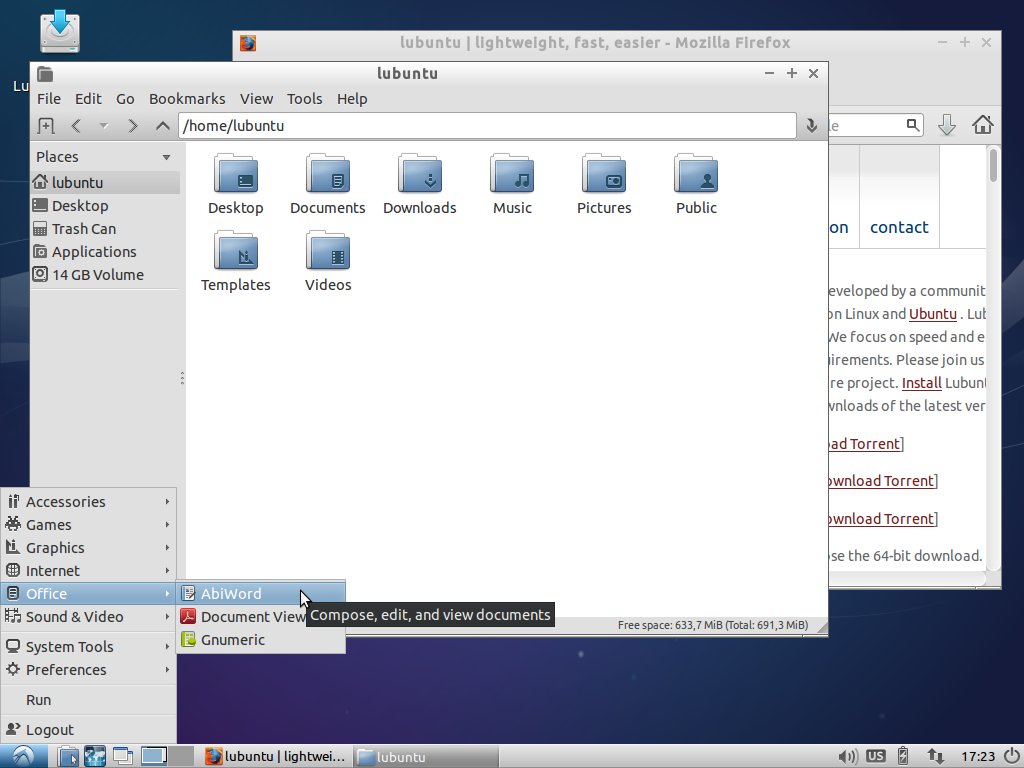 Lu
lubuntu | lightweight, fast, easier - Mozilla Firefox
lubuntu
File Edit Go Bookmarks View Tools Help
/home/lubuntu
le
Places
lubuntu
Desktop
Trash Can
Applications
14 GB Volume
Desktop Documents Downloads Music Pictures Public
Templates Videos
on contact
eveloped by a communit
on Linux and Ubuntu . Lub
We focus on speed and e
irements. Please join us
re project. Install Lubunt
wnloads of the latest ver
ad Torrent]
ownload Torrent]
ownload Torrent]
ose the 64-bit download.
Accessories
Games
Graphics
Internet
Office
Sound & Video
System Tools
Preferences
Run
Logout
AbiWord
Document View
Gnumeric
Compose, edit, and view documents
Free space: 633,7 MiB (Total: 691,3 MiB)
lubuntu | lightwei... lubuntu US 17:23